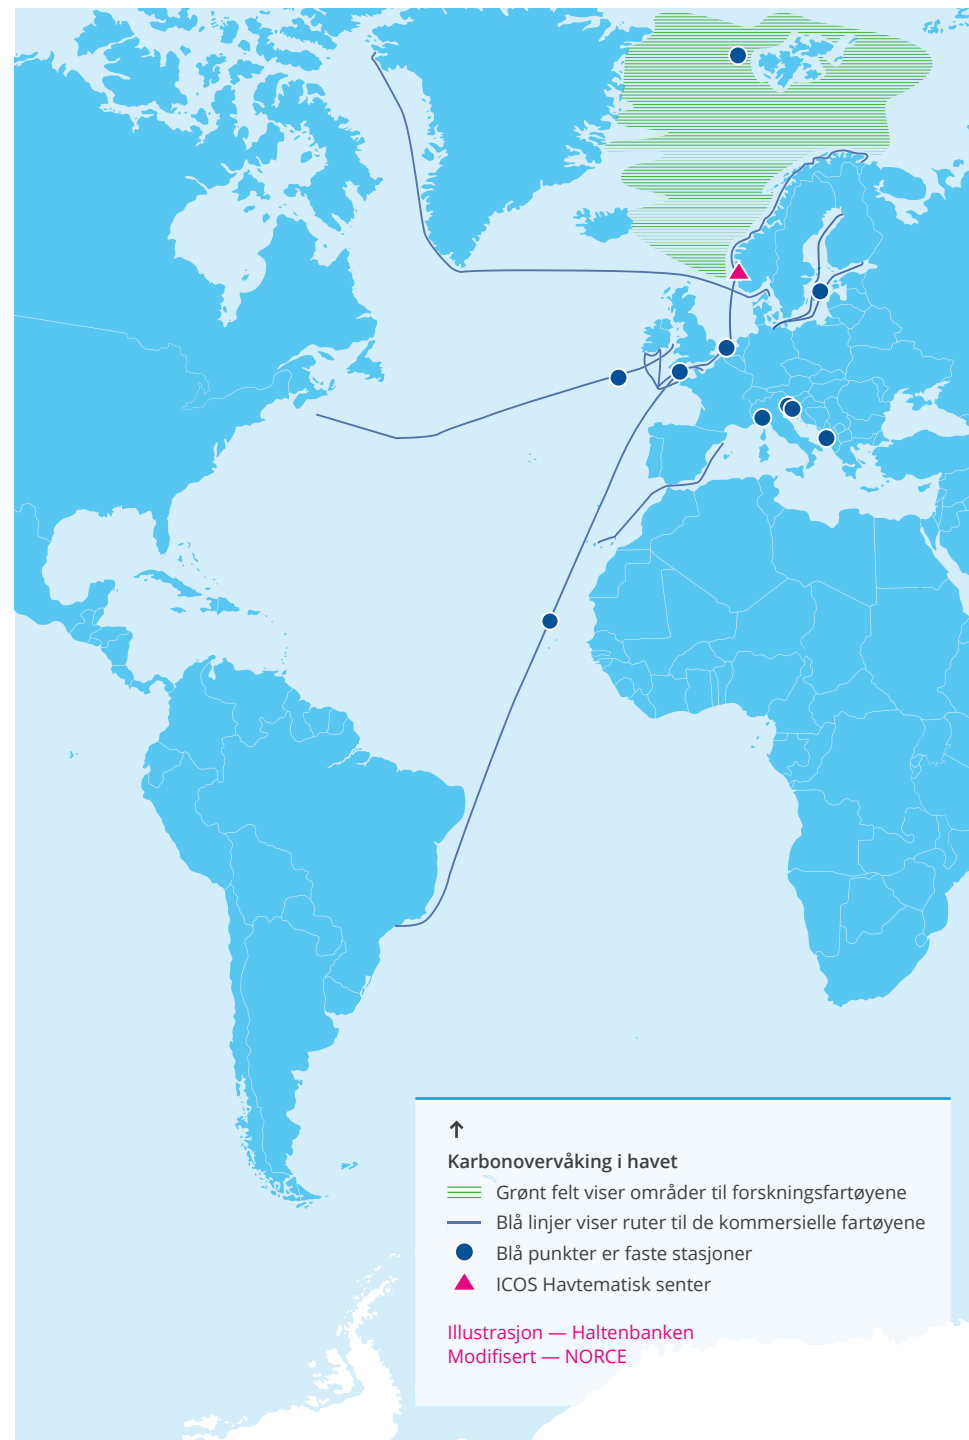 Karbonovervåking i havet
Grønt felt viser områder til forskningsfartøyene
Blå linjer viser ruter til de kommersielle fartøyene
Blå punkter er faste stasjoner
ICOS Havtematisk senter
Illustrasjon — Haltenbanken
Modifisert — NORCE